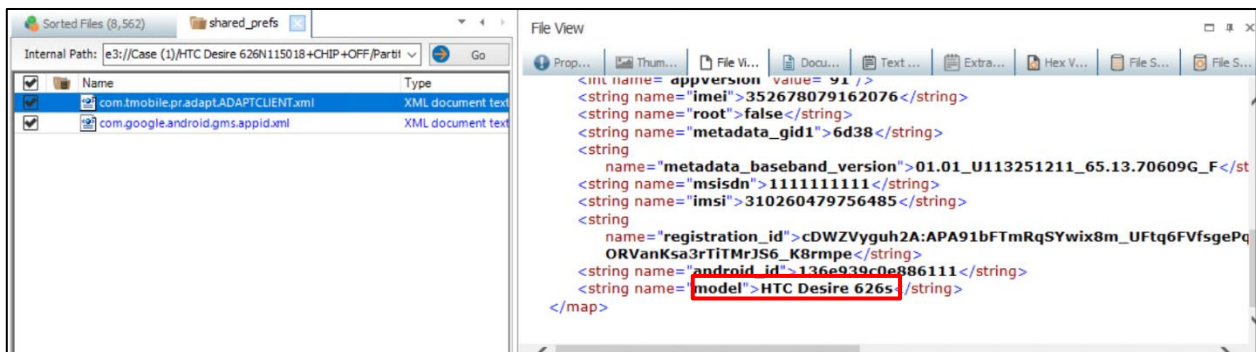 Sorted Files (8,562) shared_prefs
Internal Path: e3://Case (1)/HTC Desire 626N115018+CHIP+OFF/Partit Go
Name Type
com.tmobile.pr.adapt.ADAPTCLIENT.xml XML document text
com.google.android.gms.appid.xml XML document text
File View
Prop... Thum... File Vi... Docu... Text ... Extra... Hex V... File S... File S...
<int name="appVersion" value="91"/>
<string name="imei">352678079162076</string>
<string name="root">false</string>
<string name="metadata_gid1">6d38</string>
<string
name="metadata_baseband_version">01.01_U113251211_65.13.70609G_F</st
<string name="msisdn">1111111111</string>
<string name="imsi">310260479756485</string>
<string
name="registration_id">cDWZVyguh2A:APA91bFTmRqSYwix8m_UFtq6FVfsgePq
ORVanKsa3rTiTMrJS6_K8rmpe</string>
<string name="android_id">136e939c0e886111</string>
<string name="model">HTC Desire 626s</string>
</map>